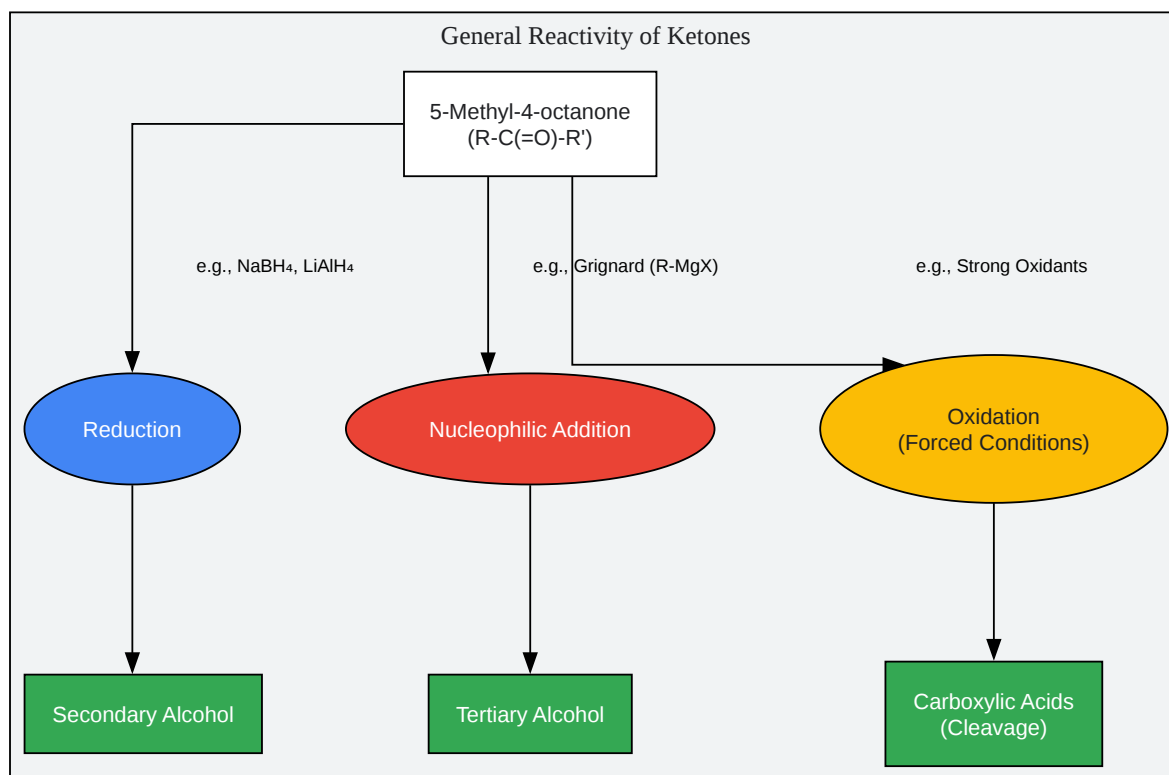 General Reactivity of Ketones
5-Methyl-4-octanone
(R-C(=O)-R')
e.g., NaBH₄, LiAlH₄
e.g., Grignard (R-MgX)
e.g., Strong Oxidants
Reduction
Nucleophilic Addition
Oxidation
(Forced Conditions)
Secondary Alcohol
Tertiary Alcohol
Carboxylic Acids
(Cleavage)